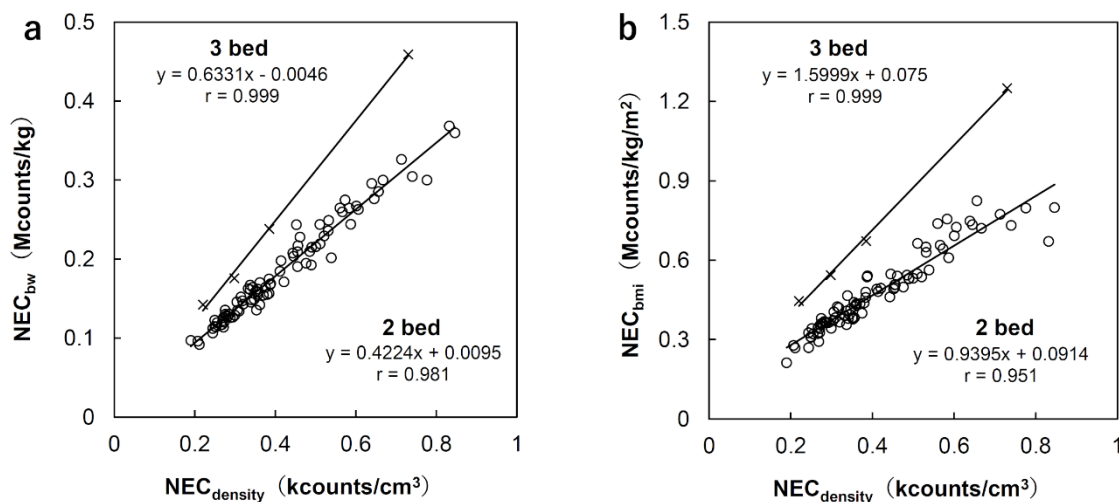 a
0.5
0.4
0.3
0.2
0.1
0
NEC_bw (Mcounts/kg)
3 bed
y = 0.6331x - 0.0046
r = 0.999
2 bed
y = 0.4224x + 0.0095
r = 0.981
0 0.2 0.4 0.6 0.8 1
NEC_density (kcounts/cm³)
b
1.5
1.2
0.9
0.6
0.3
0
NEC_bmi (Mcounts/kg/m²)
3 bed
y = 1.5999x + 0.075
r = 0.999
2 bed
y = 0.9395x + 0.0914
r = 0.951
0 0.2 0.4 0.6 0.8 1
NEC_density (kcounts/cm³)